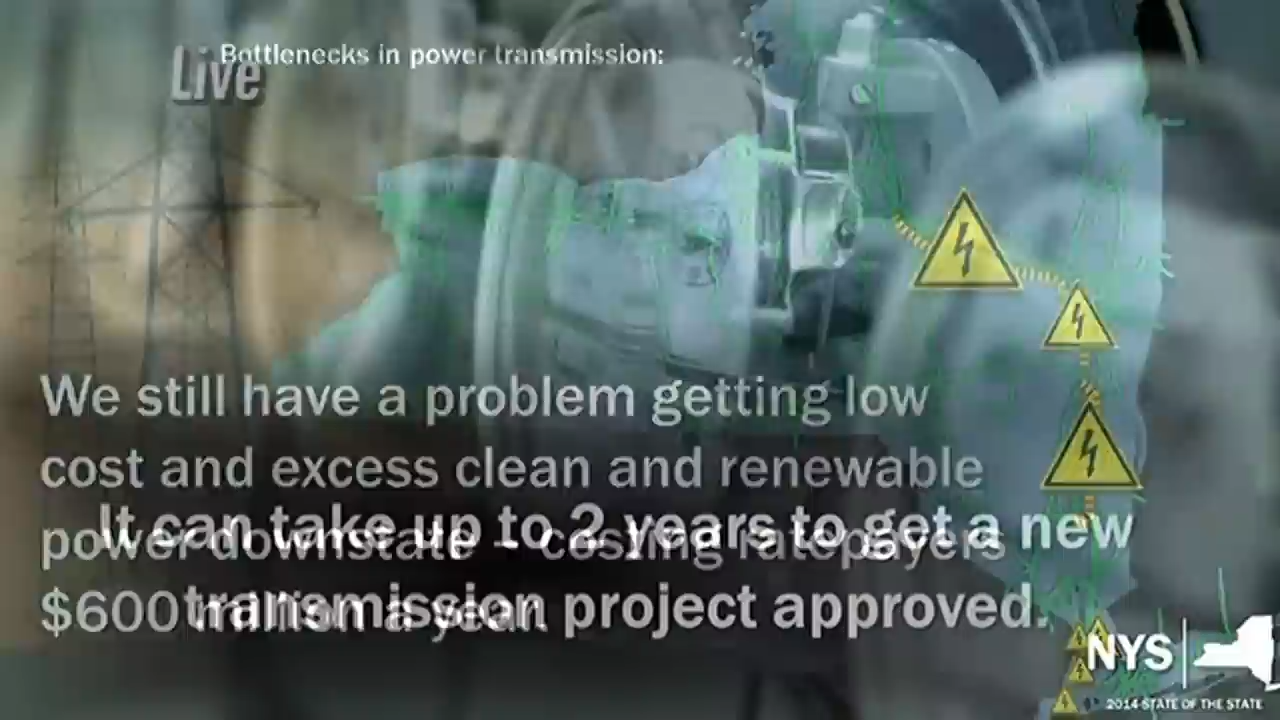 Bottlenecks in power transmission:
Live
We still have a problem getting low
cost and excess clean and renewable
power downstate – costing ratepayers
$600 million a year.
It can take up to 2 years to get a new
transmission project approved.
NYS
2014 STATE OF THE STATE